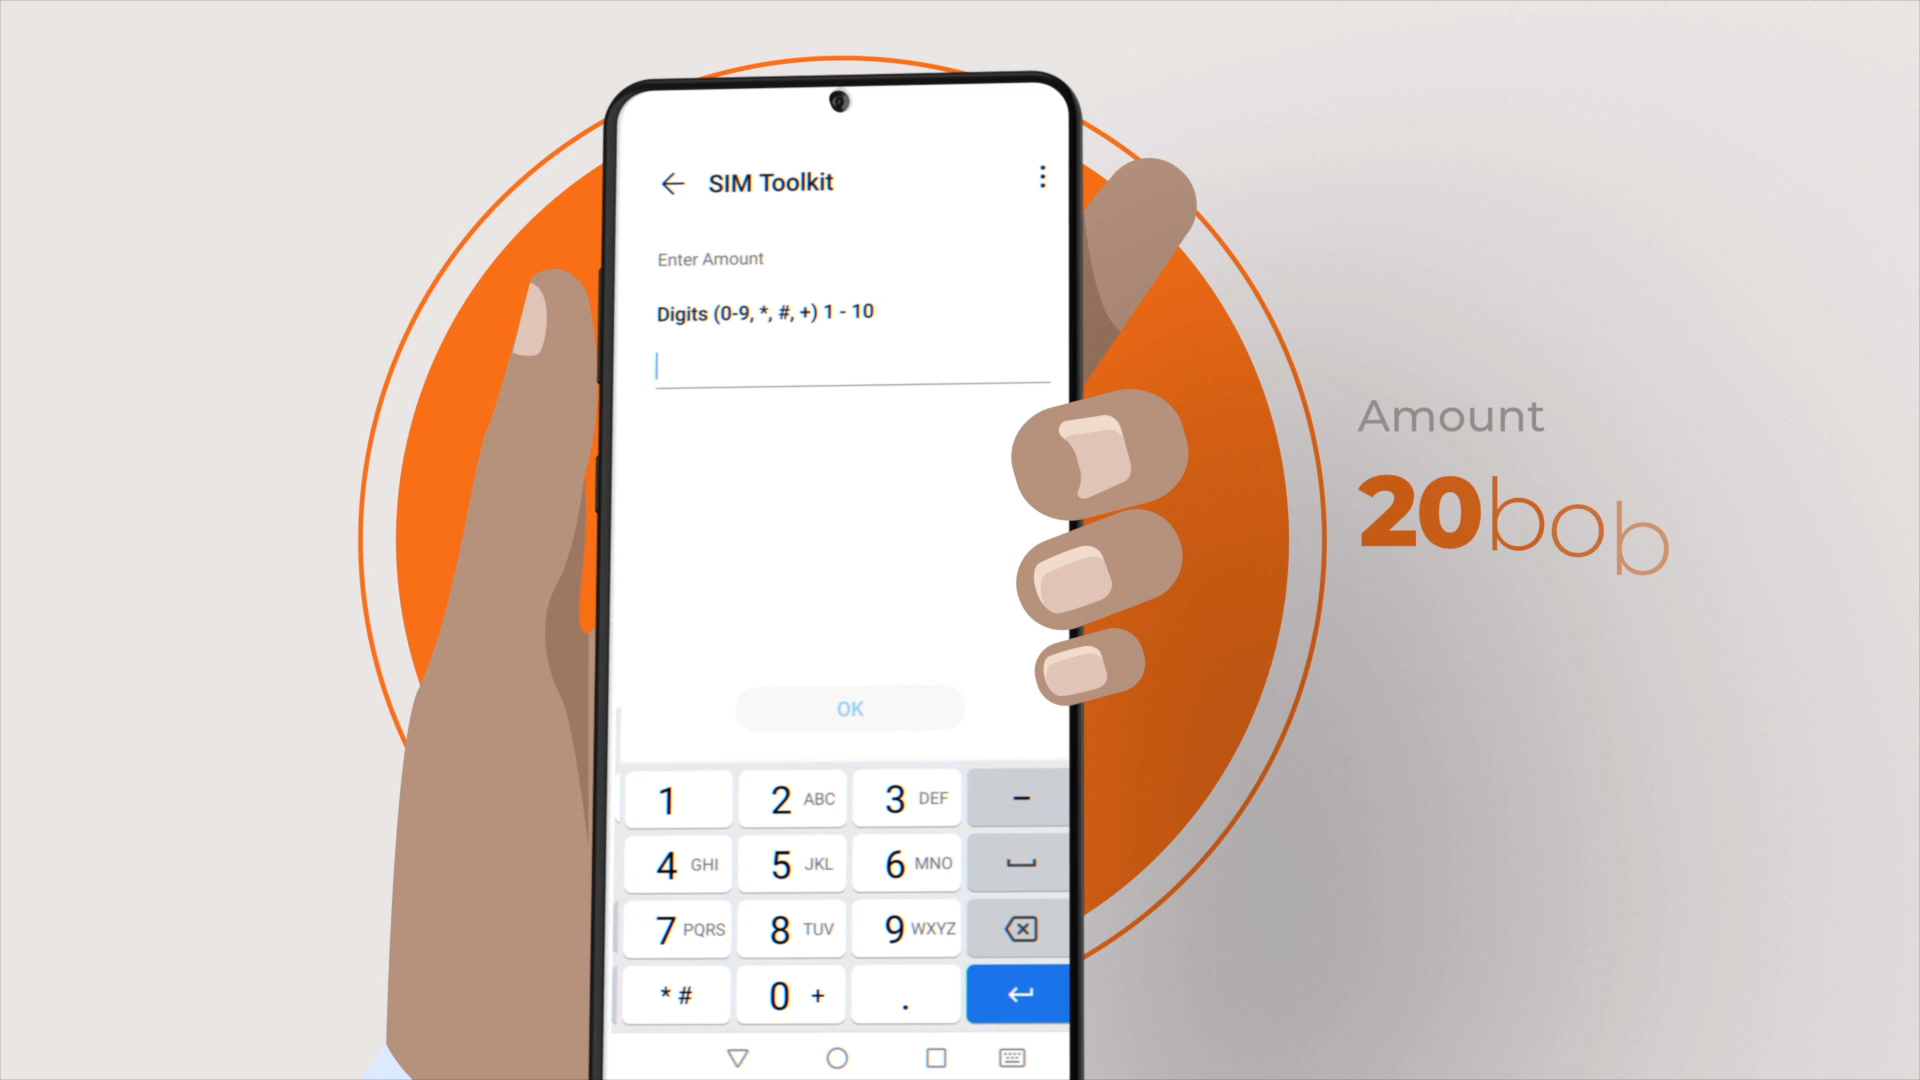 SIM Toolkit
Enter Amount
Digits (0-9, *, #, +) 1 - 10
Amount
20bob
OK
1 2 ABC 3 DEF -
4 GHI 5 JKL 6 MNO
7 PQRS 8 TUV 9 WXYZ
* # 0 + .